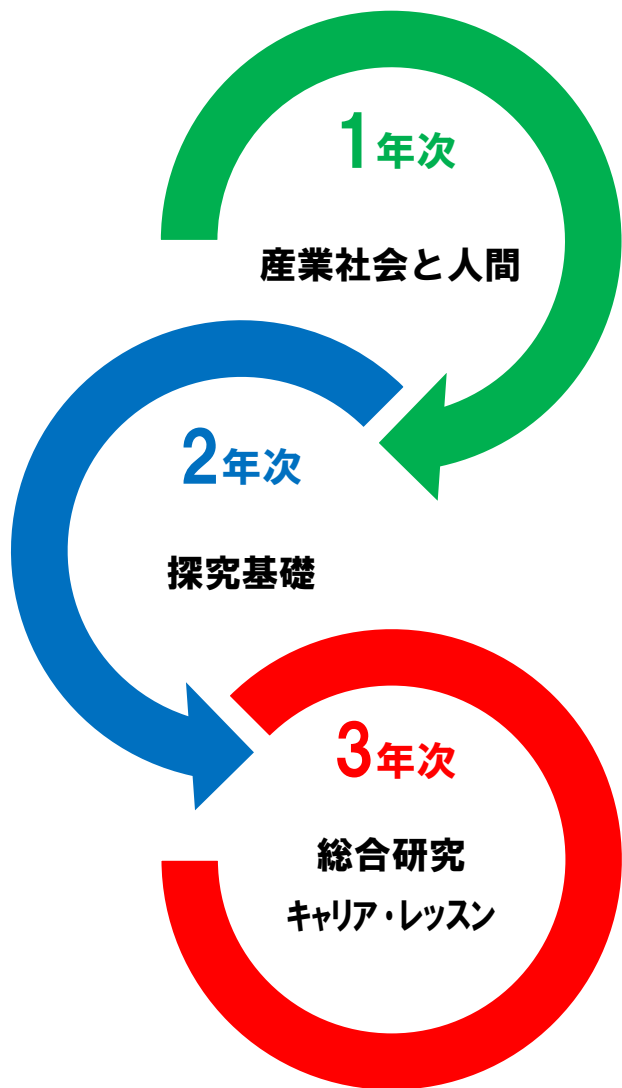 1年次
産業社会と人間
2年次
探究基礎
3年次
総合研究
キャリア・レッスン